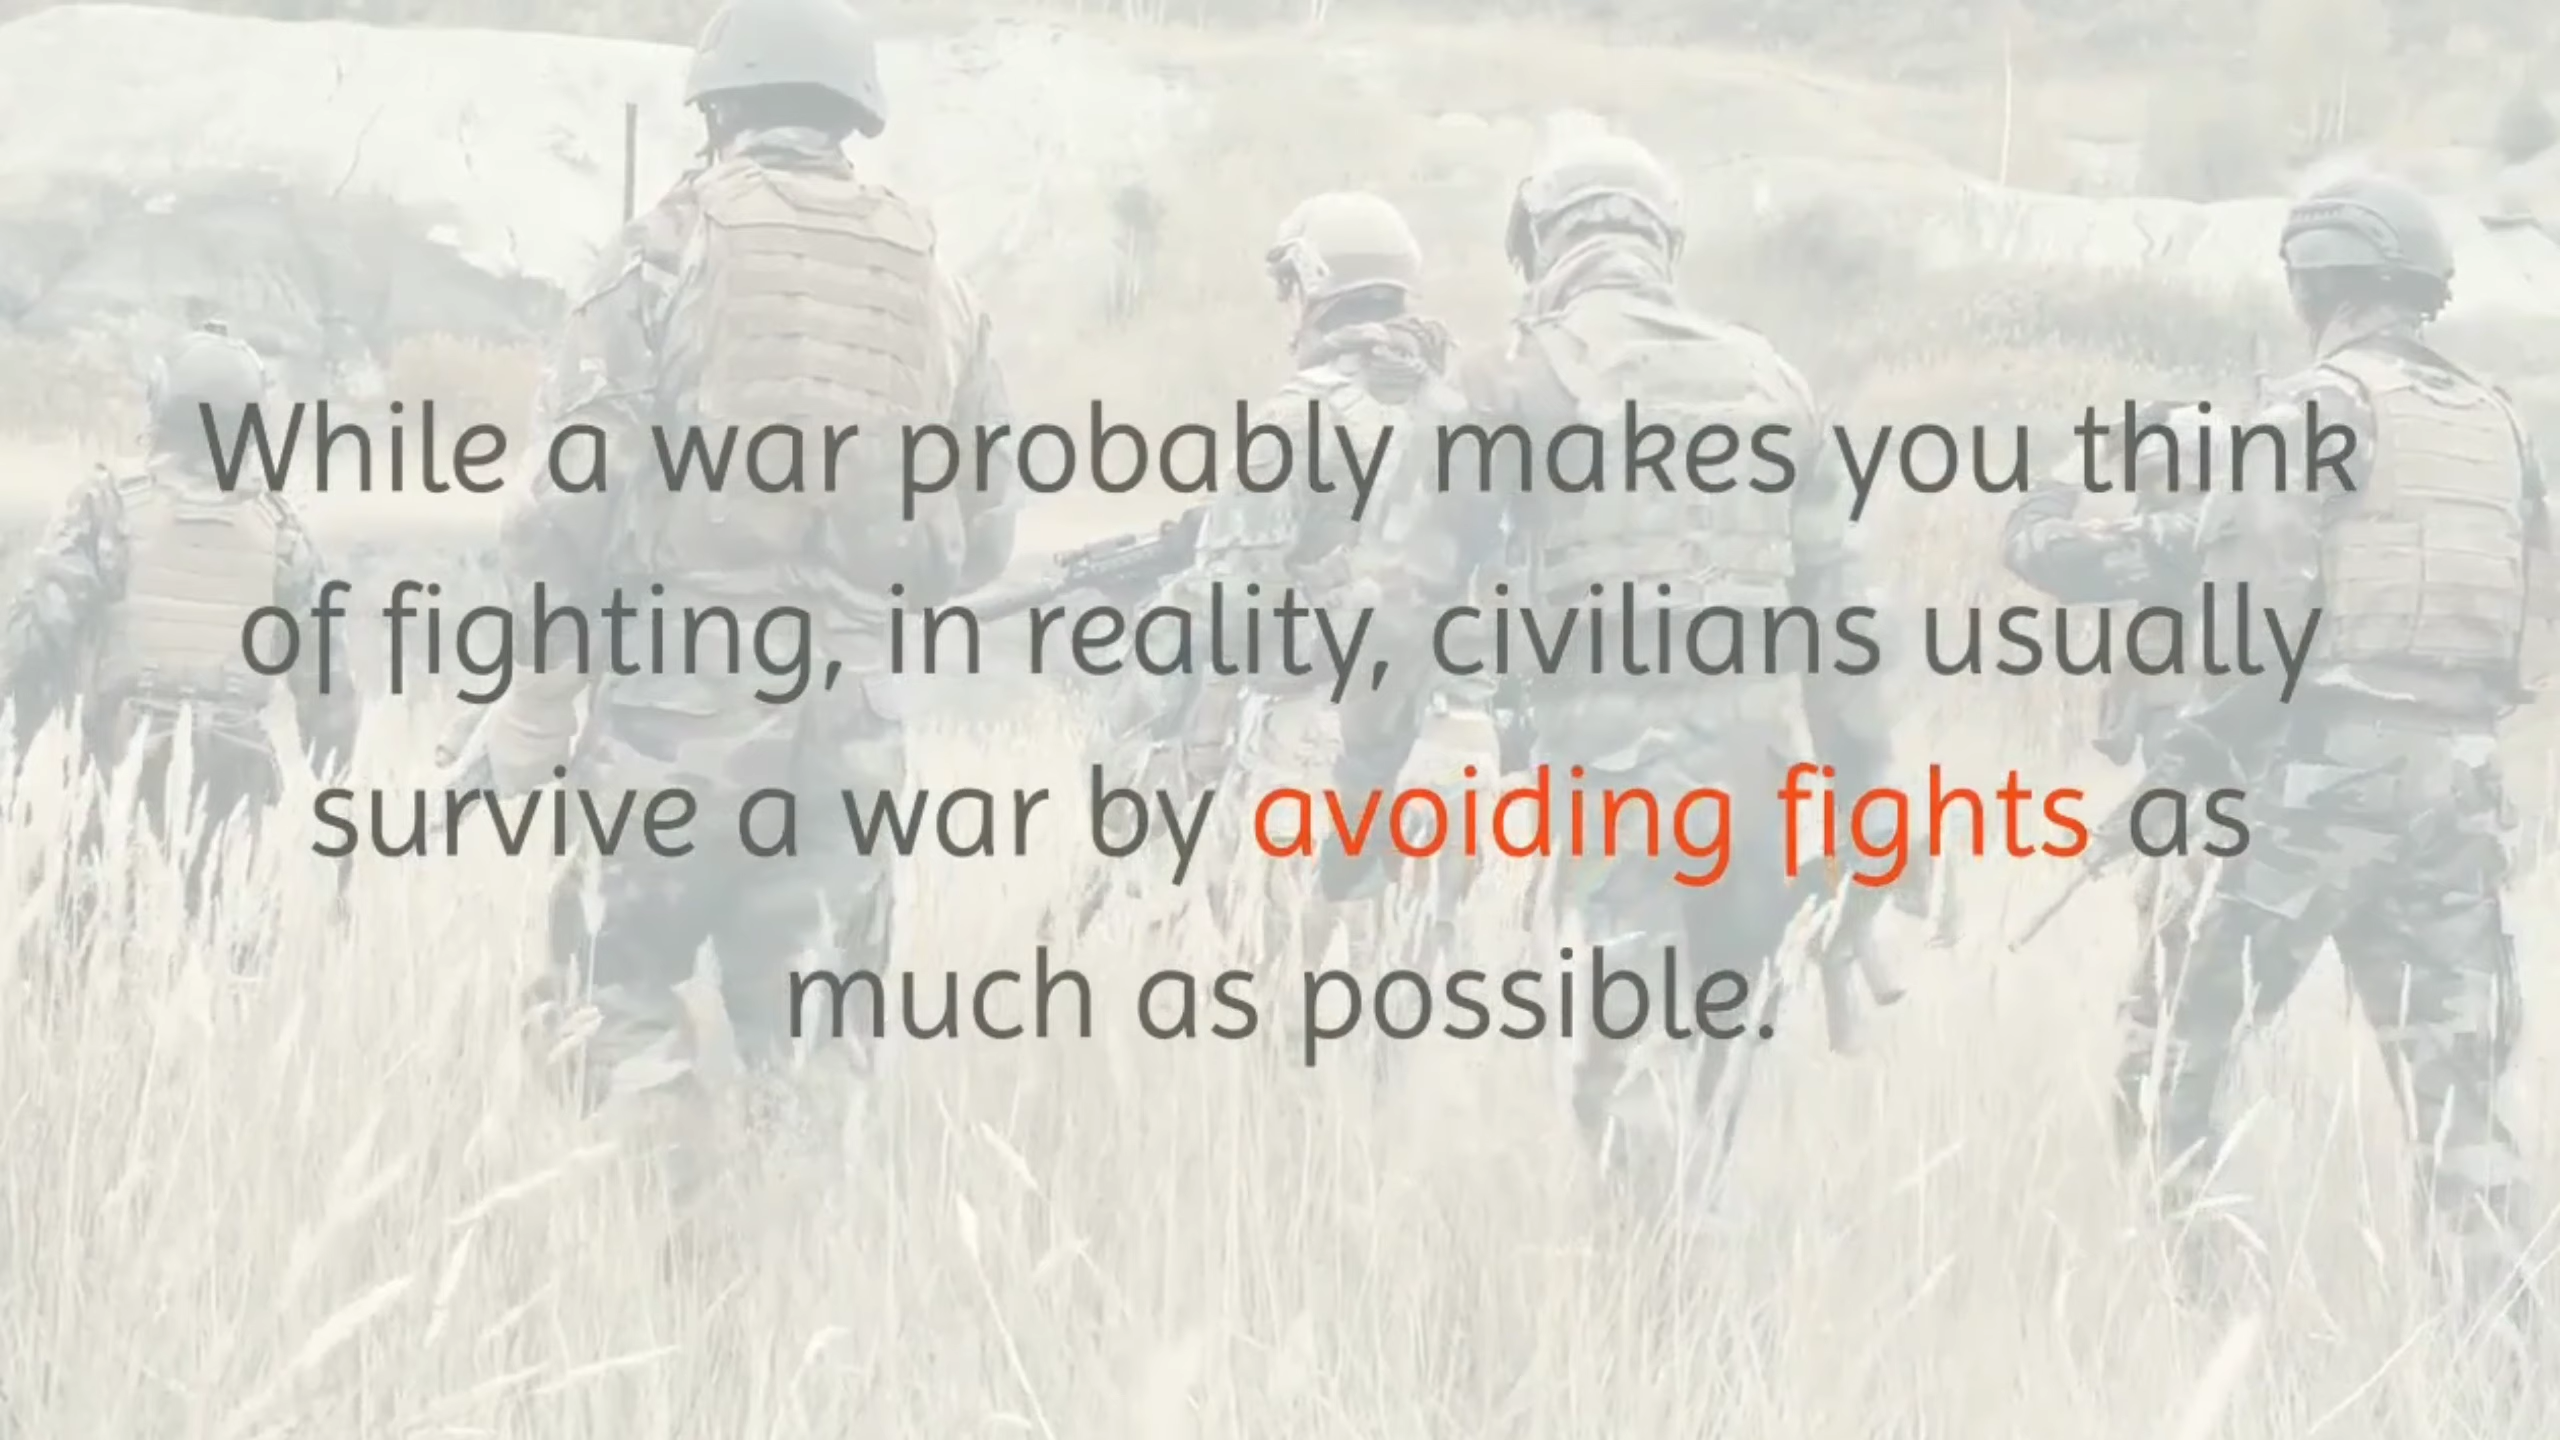 While a war probably makes you think
of fighting, in reality, civilians usually
survive a war by avoiding fights as
much as possible.